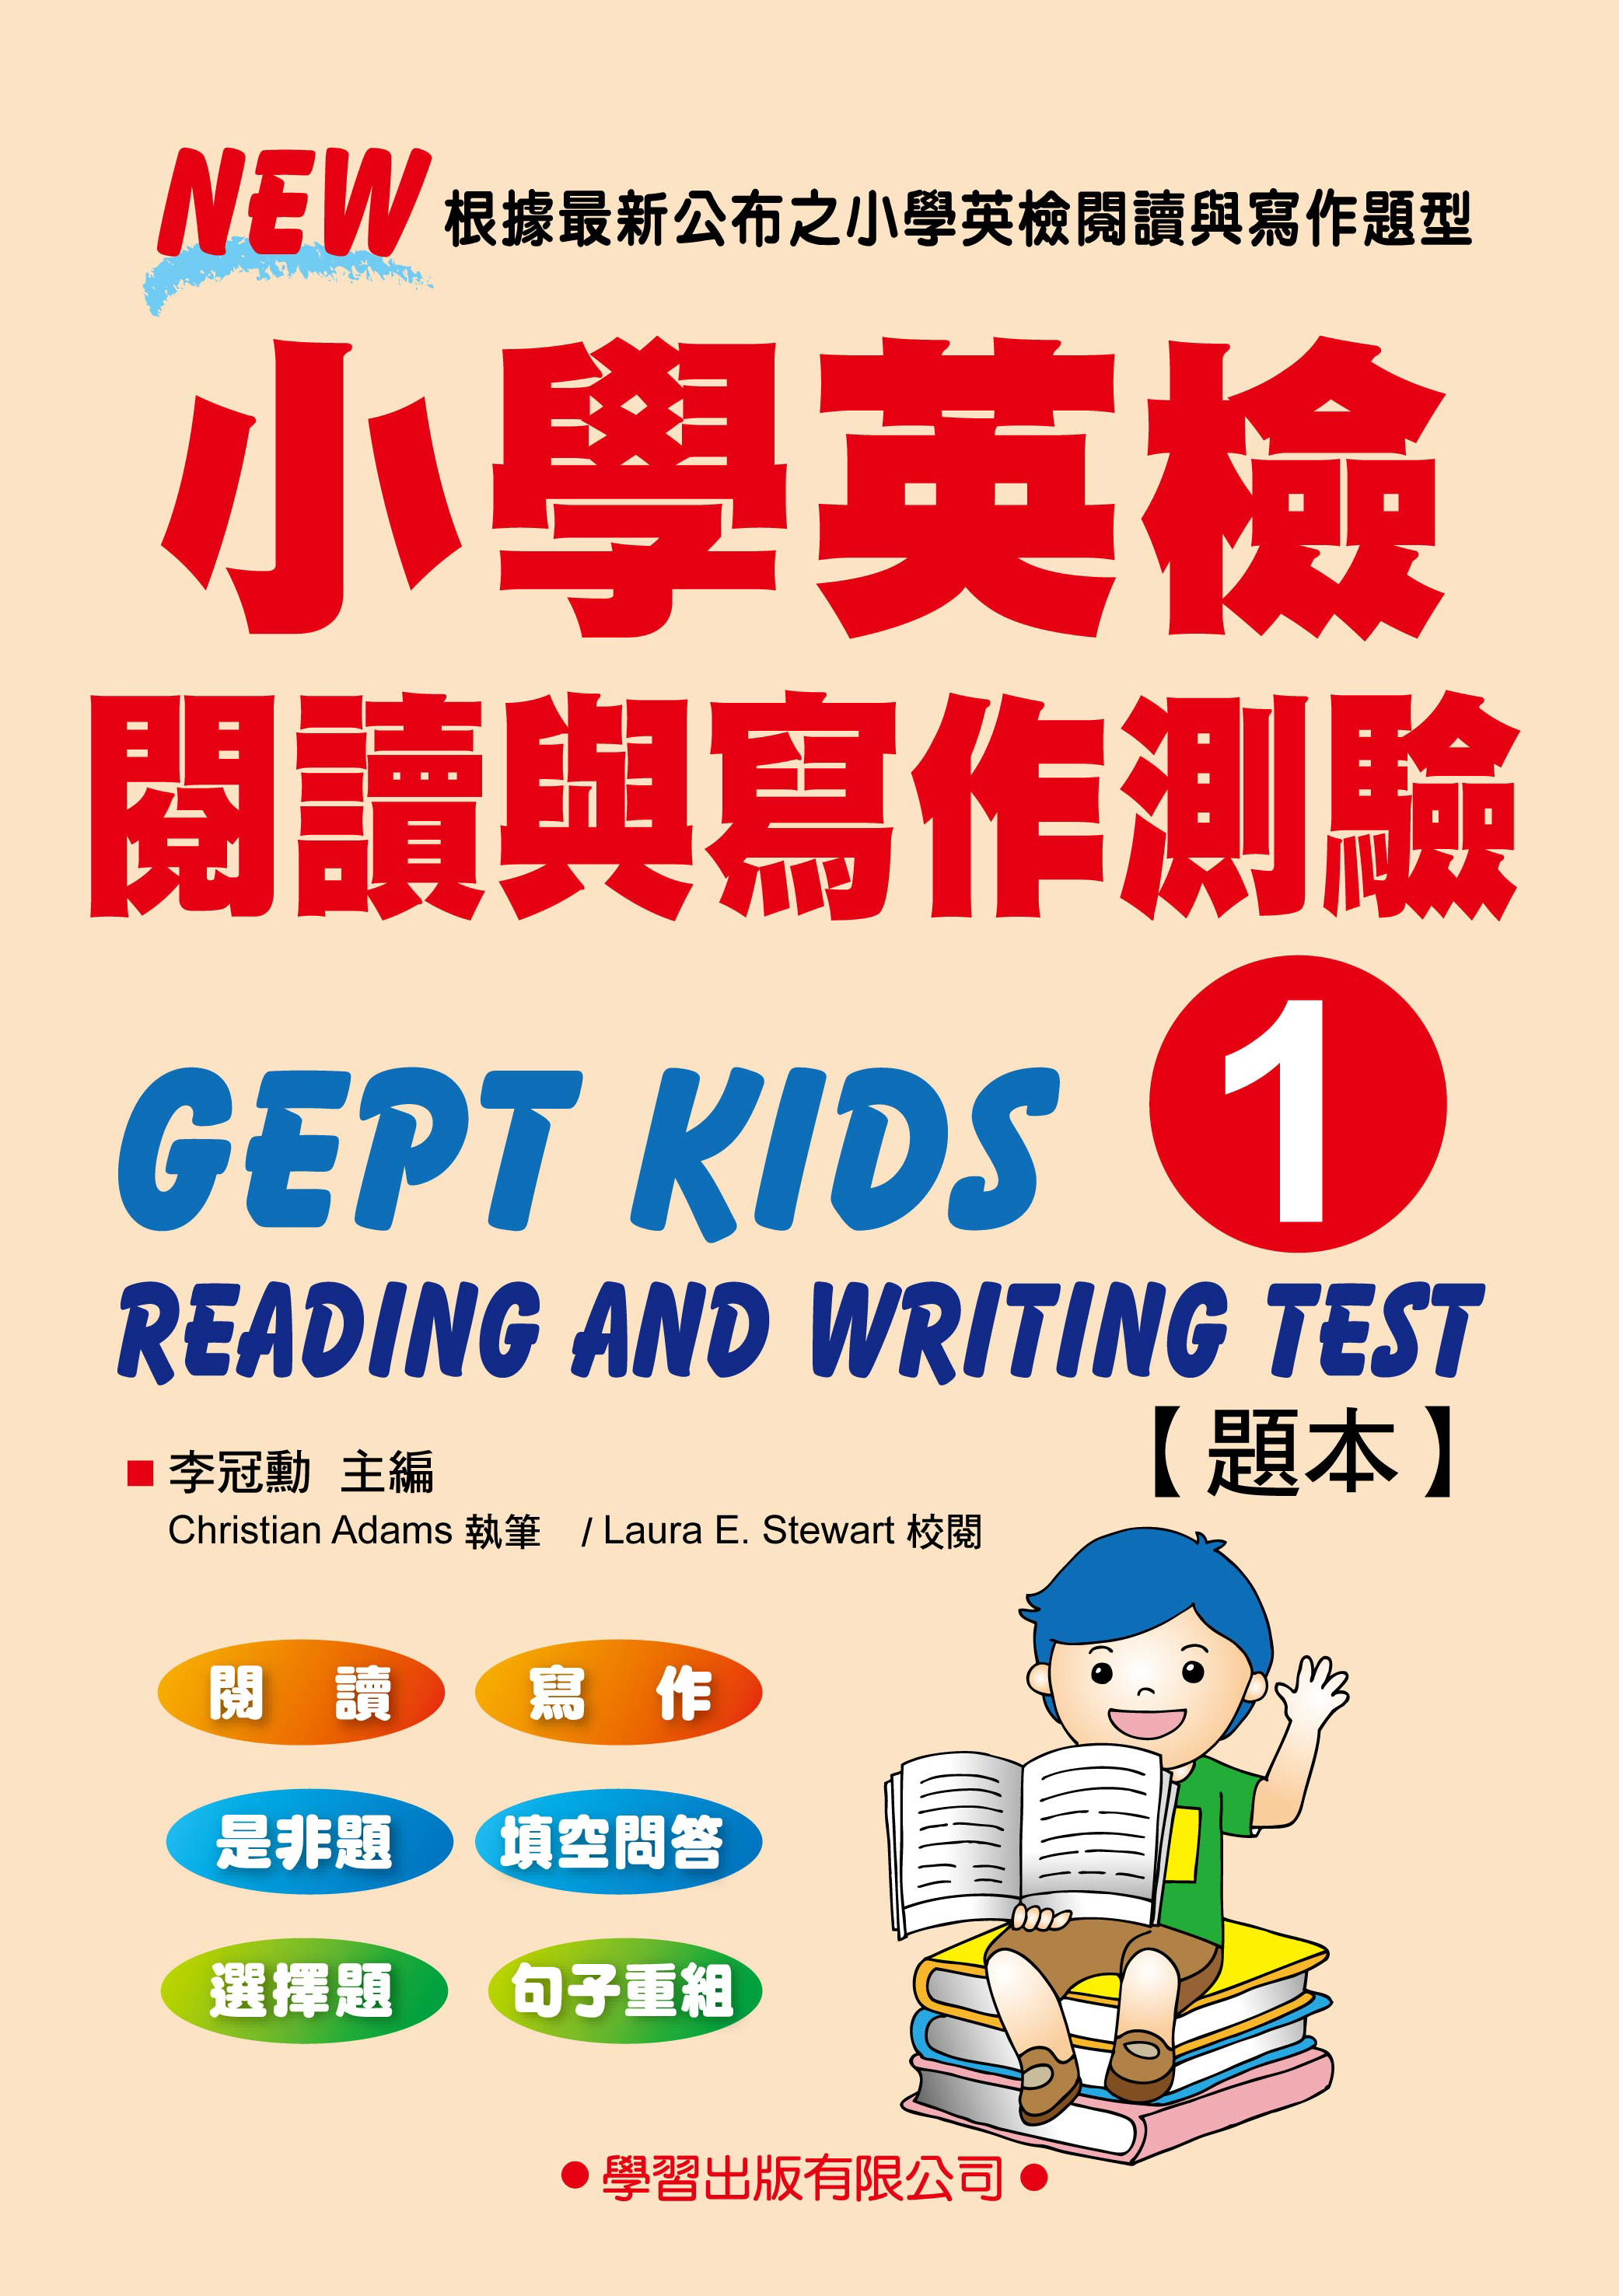 NEW 根據最新公布之小學英檢閱讀與寫作題型
小學英檢
閱讀與寫作測驗
GEPT KIDS 1
READING AND WRITING TEST
【題本】
■ 李冠勳 主編
Christian Adams 執筆 / Laura E. Stewart 校閱
閱 讀 寫 作
是非題 填空問答
選擇題 句子重組
● 學習出版有限公司 ●